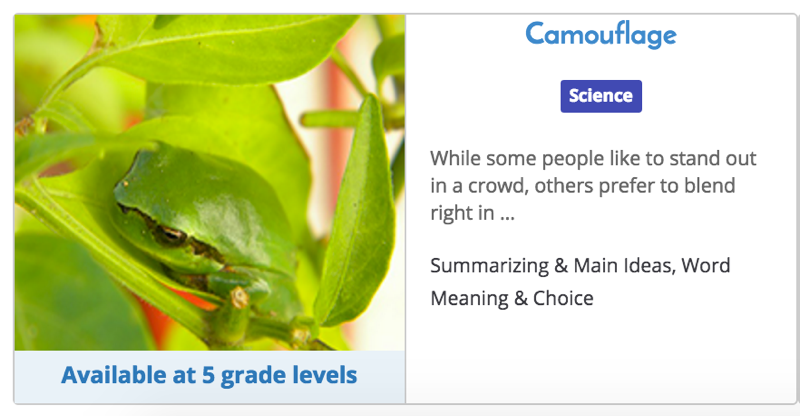 Camouflage
Science
While some people like to stand out
in a crowd, others prefer to blend
right in ...
Summarizing & Main Ideas, Word
Meaning & Choice
Available at 5 grade levels